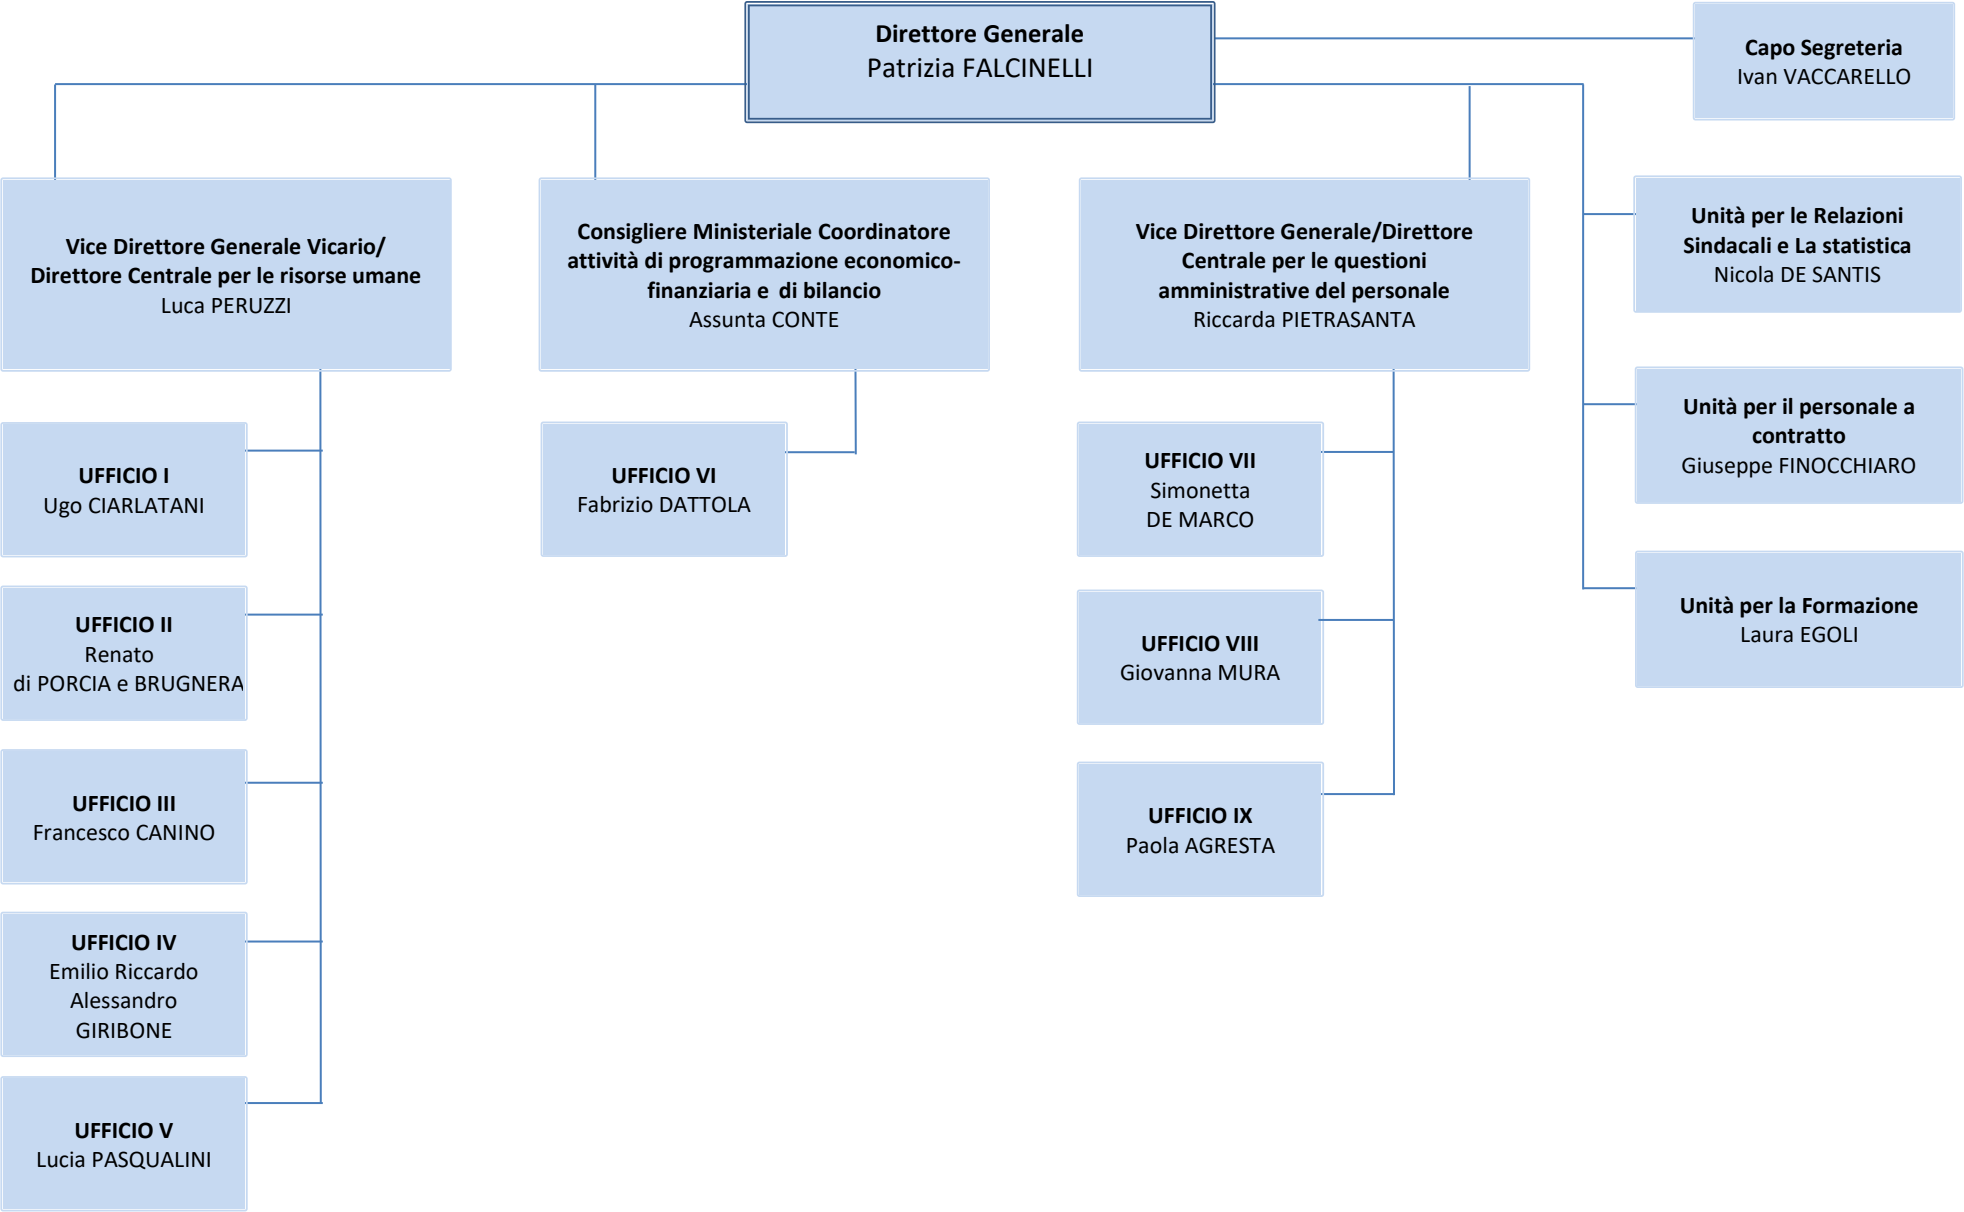 Direttore Generale
Patrizia FALCINELLI
Capo Segreteria
Ivan VACCARELLO
Vice Direttore Generale Vicario/
Direttore Centrale per le risorse umane
Luca PERUZZI
Consigliere Ministeriale Coordinatore
attività di programmazione economico-
finanziaria e di bilancio
Assunta CONTE
Vice Direttore Generale/Direttore
Centrale per le questioni
amministrative del personale
Riccarda PIETRASANTA
Unità per le Relazioni
Sindacali e La statistica
Nicola DE SANTIS
Unità per il personale a
contratto
Giuseppe FINOCCHIARO
Unità per la Formazione
Laura EGOLI
UFFICIO I
Ugo CIARLATANI
UFFICIO II
Renato
di PORCIA e BRUGNERA
UFFICIO III
Francesco CANINO
UFFICIO IV
Emilio Riccardo
Alessandro
GIRIBONE
UFFICIO V
Lucia PASQUALINI
UFFICIO VI
Fabrizio DATTOLA
UFFICIO VII
Simonetta
DE MARCO
UFFICIO VIII
Giovanna MURA
UFFICIO IX
Paola AGRESTA